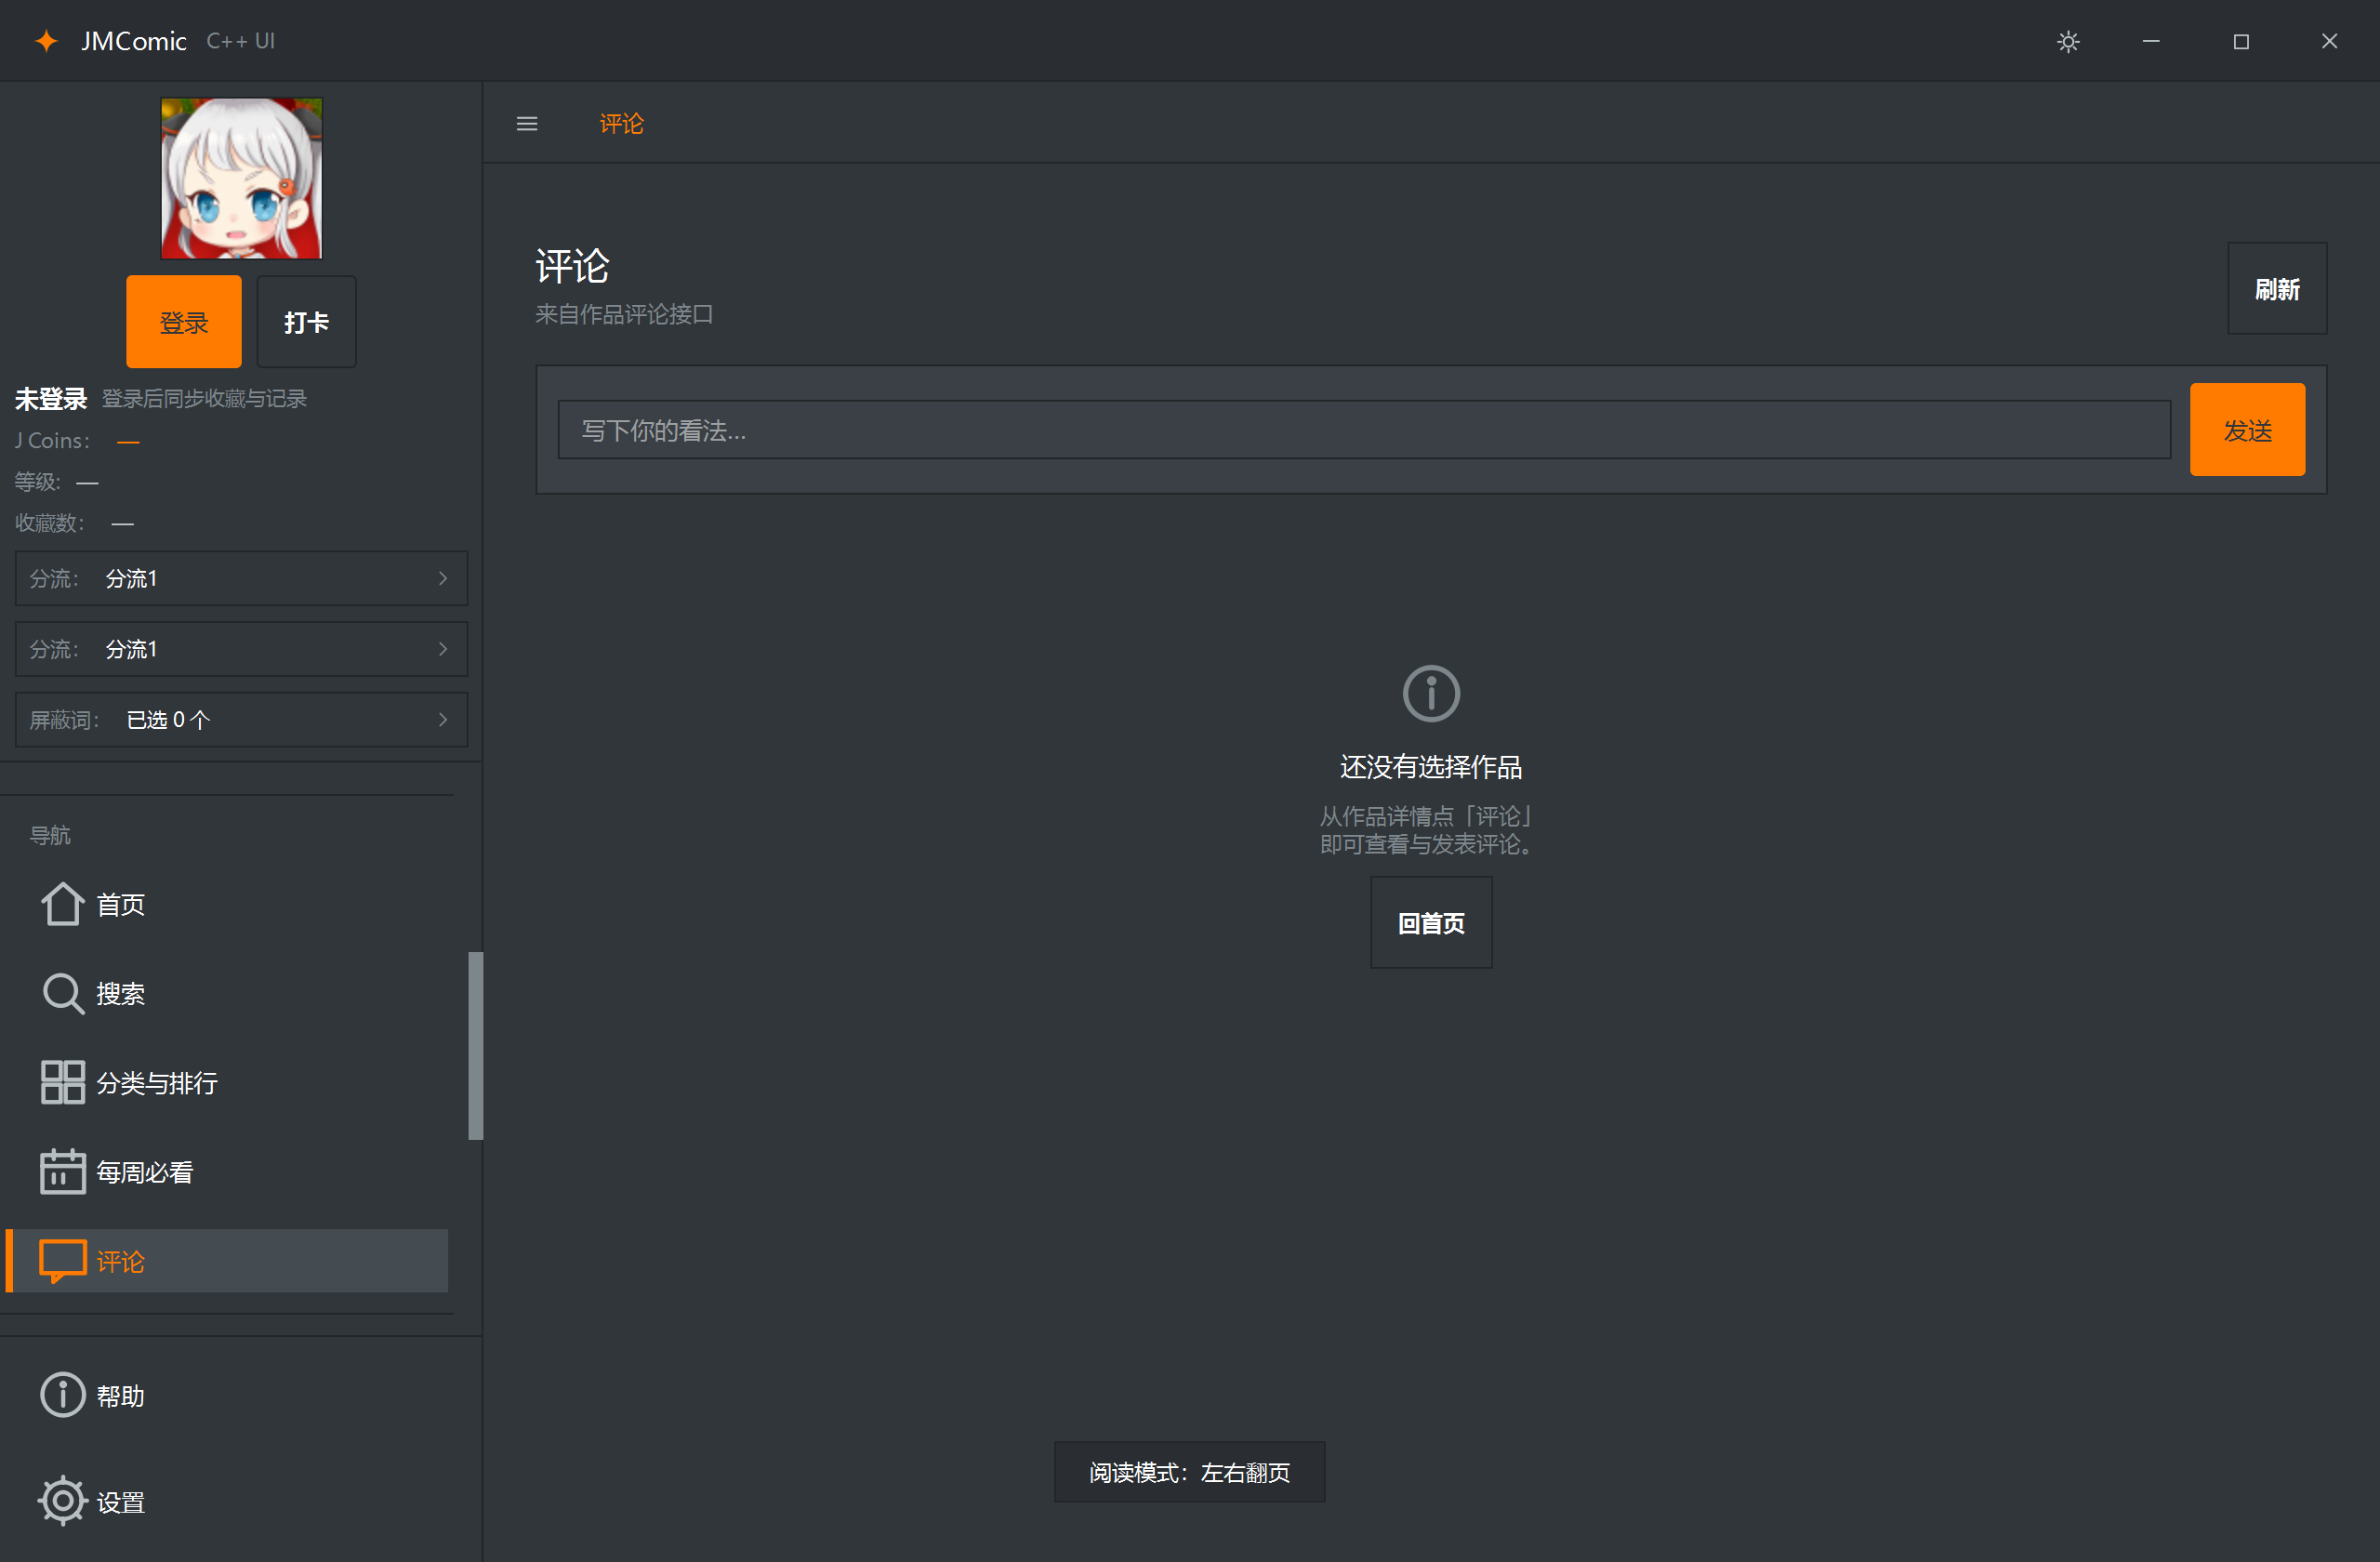 JMComic C++ UI
登录
打卡
未登录 登录后同步收藏与记录
J Coins: —
等级: —
收藏数: —
分流: 分流1
分流: 分流1
屏蔽词: 已选 0 个
导航
首页
搜索
分类与排行
每周必看
评论
帮助
设置
评论
评论
来自作品评论接口
刷新
写下你的看法...
发送
还没有选择作品
从作品详情点「评论」
即可查看与发表评论。
回首页
阅读模式：左右翻页